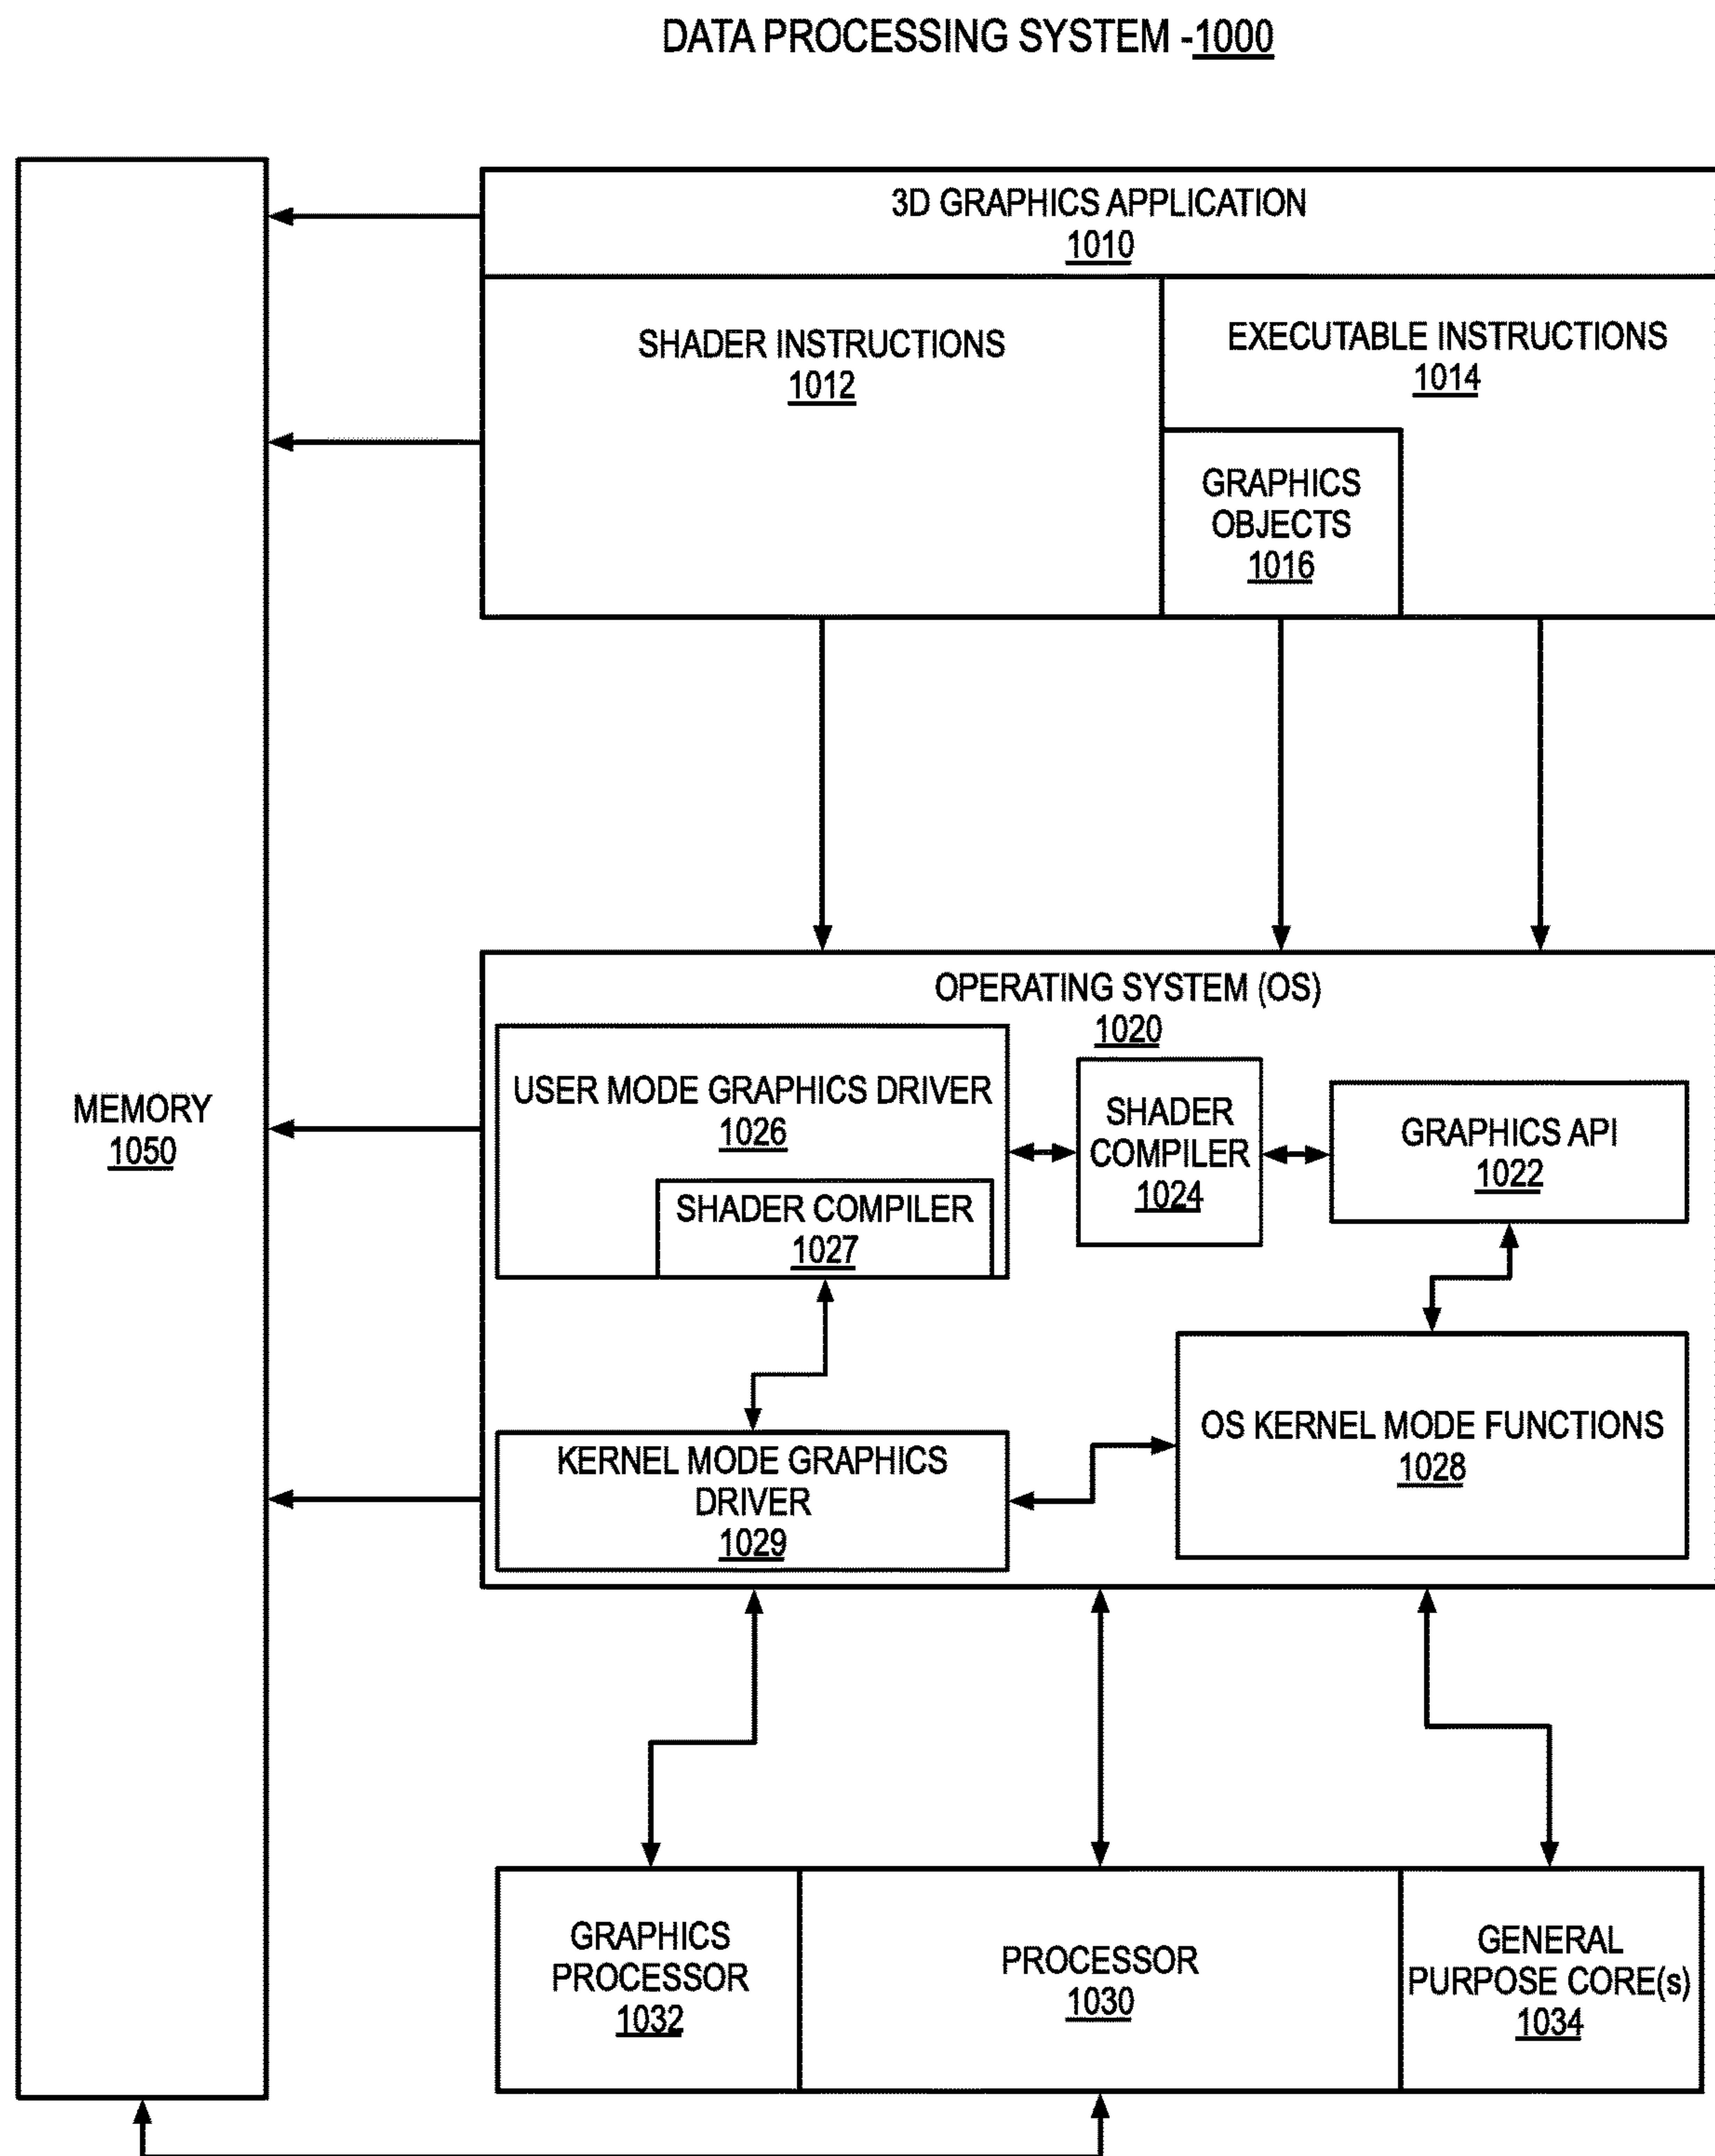 DATA PROCESSING SYSTEM -1000
3D GRAPHICS APPLICATION
1010
SHADER INSTRUCTIONS
1012
EXECUTABLE INSTRUCTIONS
1014
GRAPHICS
OBJECTS
1016
OPERATING SYSTEM (OS)
1020
USER MODE GRAPHICS DRIVER
1026
SHADER COMPILER
1027
SHADER
COMPILER
1024
GRAPHICS API
1022
MEMORY
1050
KERNEL MODE GRAPHICS
DRIVER
1029
OS KERNEL MODE FUNCTIONS
1028
GRAPHICS
PROCESSOR
1032
PROCESSOR
1030
GENERAL
PURPOSE CORE(s)
1034